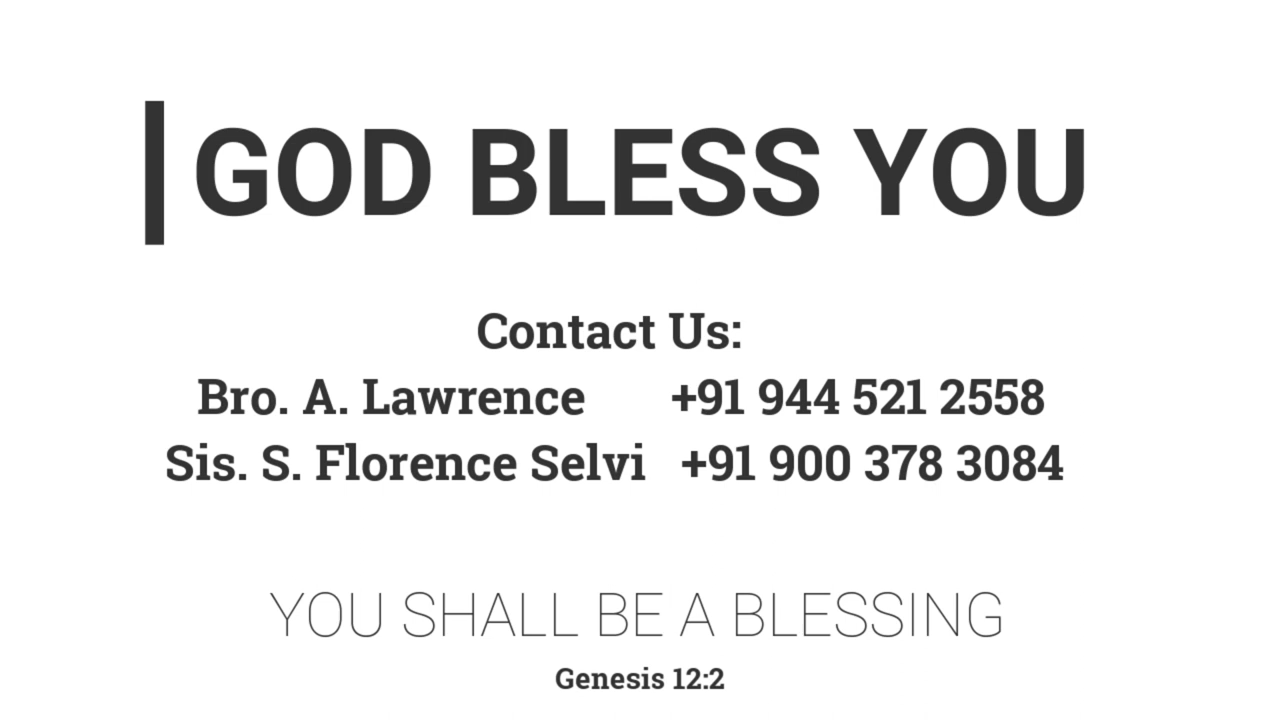 GOD BLESS YOU
Contact Us:
Bro. A. Lawrence +91 944 521 2558
Sis. S. Florence Selvi +91 900 378 3084
YOU SHALL BE A BLESSING
Genesis 12:2